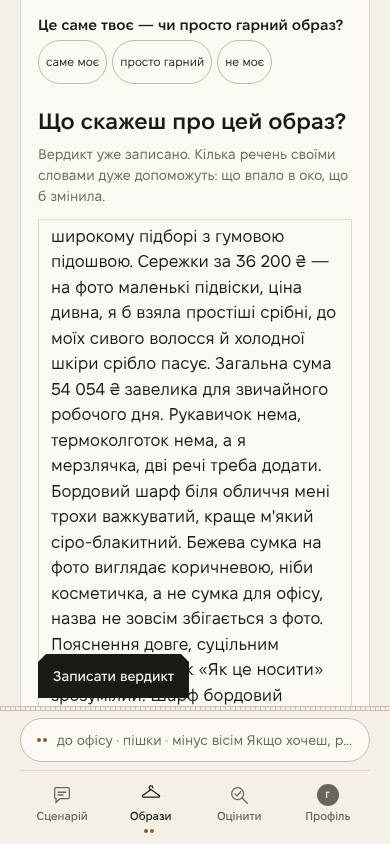 Це саме твоє — чи просто гарний образ?
саме моє
просто гарний
не моє
Що скажеш про цей образ?
Вердикт уже записано. Кілька речень своїми
словами дуже допоможуть: що впало в око, що
б змінила.
широкому підборі з гумовою
підошвою. Сережки за 36 200 ₴ —
на фото маленькі підвіски, ціна
дивна, я б взяла простіші срібні, до
моїх сивого волосся й холодної
шкіри срібло пасує. Загальна сума
54 054 ₴ завелика для звичайного
робочого дня. Рукавичок нема,
термоколготок нема, а я
мерзлячка, дві речі треба додати.
Бордовий шарф біля обличчя мені
трохи важкуватий, краще м'який
сіро-блакитний. Бежева сумка на
фото виглядає коричневою, ніби
косметичка, а не сумка для офісу,
назва не зовсім збігається з фото.
Пояснення довге, суцільним
«Як це носити»
Записати вердикт
шарф бордовий
до офісу · пішки · мінус вісім Якщо хочеш, р...
Сценарій
Образи
Оцінити
г
Профіль